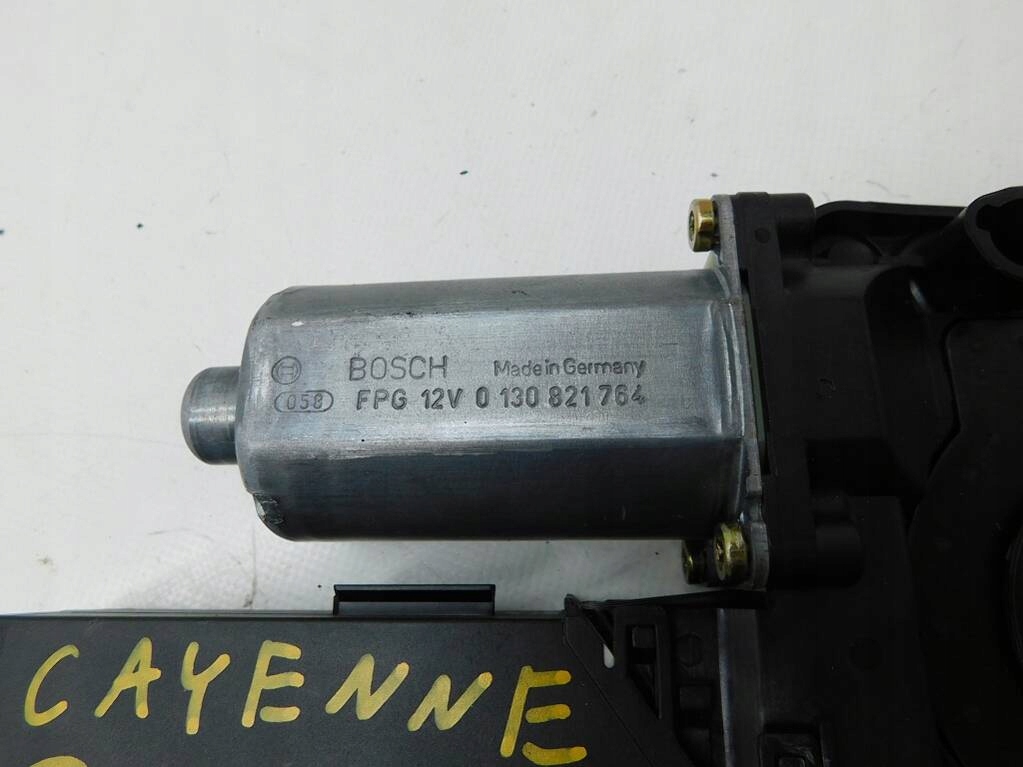 BOSCH Made in Germany
058 FPG 12V 0 130 821 764
CAYENNE